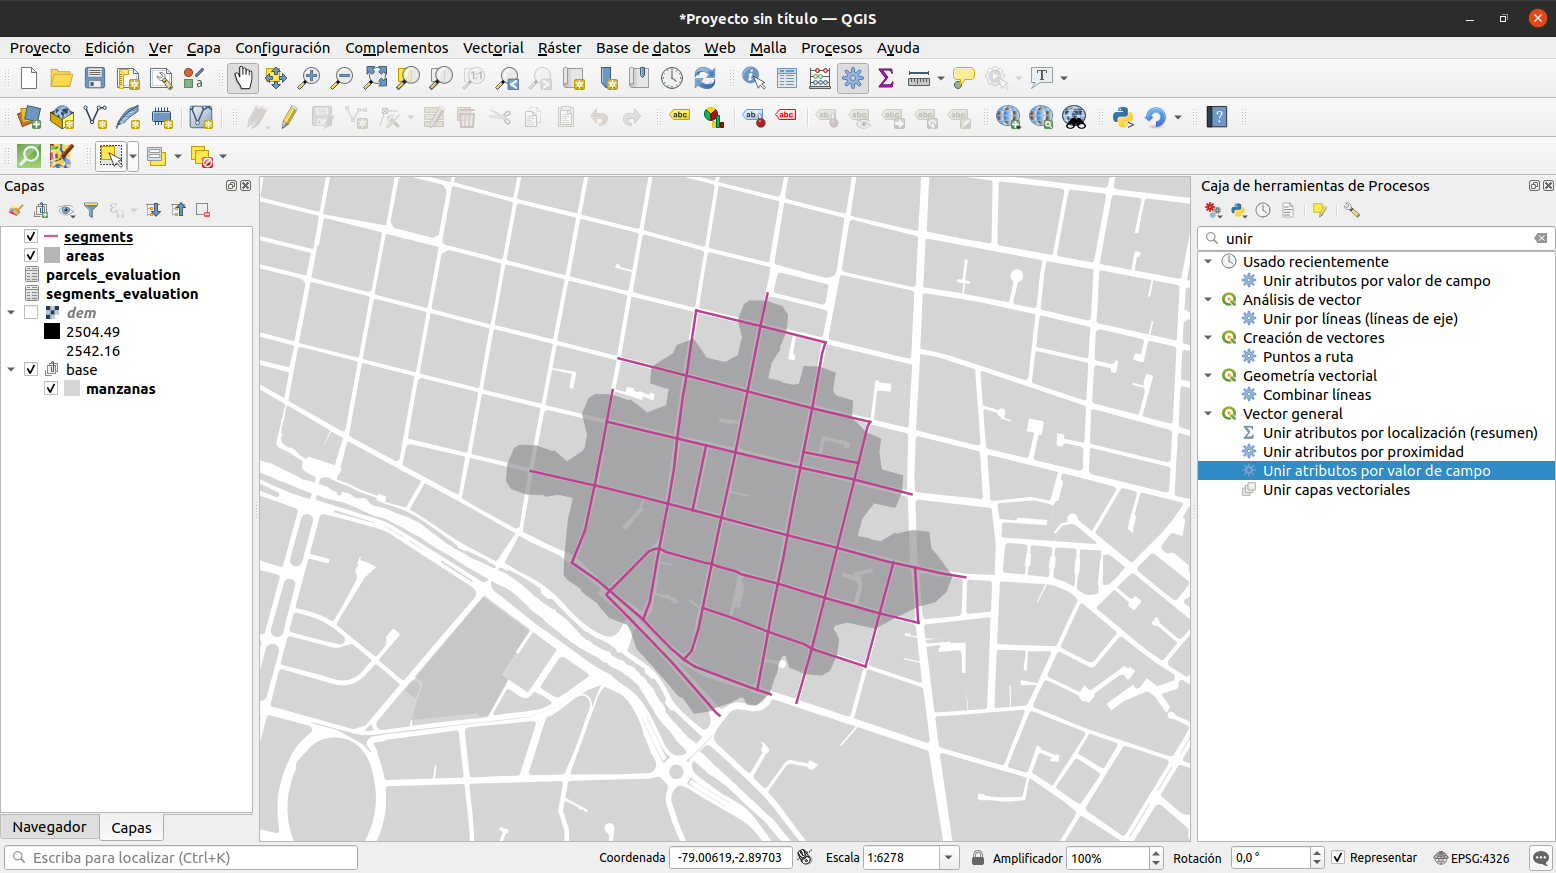 *Proyecto sin título — QGIS
Proyecto Edición Ver Capa Configuración Complementos Vectorial Ráster Base de datos Web Malla Procesos Ayuda
Capas
segments
areas
parcels_evaluation
segments_evaluation
dem
2504.49
2542.16
base
manzanas
Navegador
Capas
Caja de herramientas de Procesos
unir
Usado recientemente
Unir atributos por valor de campo
Análisis de vector
Unir por líneas (líneas de eje)
Creación de vectores
Puntos a ruta
Geometría vectorial
Combinar líneas
Vector general
Unir atributos por localización (resumen)
Unir atributos por proximidad
Unir atributos por valor de campo
Unir capas vectoriales
Escriba para localizar (Ctrl+K)
Coordenada -79.00619,-2.89703 Escala 1:6278 Amplificador 100% Rotación 0,0 ° Representar EPSG:4326